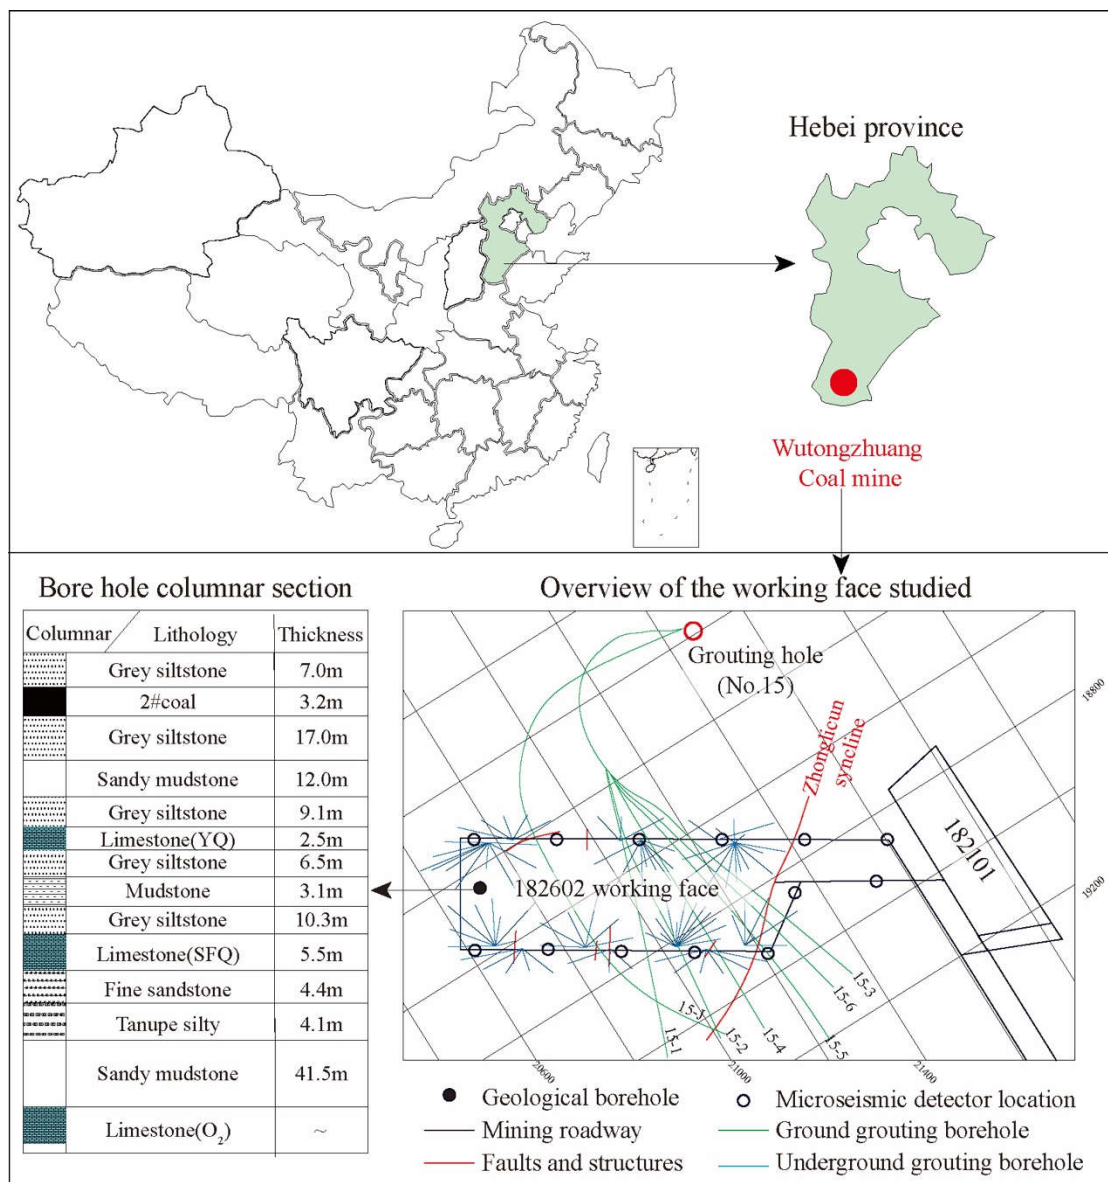 Hebei province
Wutongzhuang
Coal mine
Bore hole columnar section
Columnar Lithology Thickness
Grey siltstone 7.0m
2#coal 3.2m
Grey siltstone 17.0m
Sandy mudstone 12.0m
Grey siltstone 9.1m
Limestone(YQ) 2.5m
Grey siltstone 6.5m
Mudstone 3.1m
Grey siltstone 10.3m
Limestone(SFQ) 5.5m
Fine sandstone 4.4m
Tanupe silty 4.1m
Sandy mudstone 41.5m
Limestone(O₂) ~
Overview of the working face studied
Grouting hole
(No.15)
Zhonglicun
syncline
18800
182101
19200
182602 working face
15-3
15-6
15-1
15-1
15-2
15-4
15-5
20600
21000
21400
Geological borehole
Microseismic detector location
Mining roadway
Ground grouting borehole
Faults and structures
Underground grouting borehole